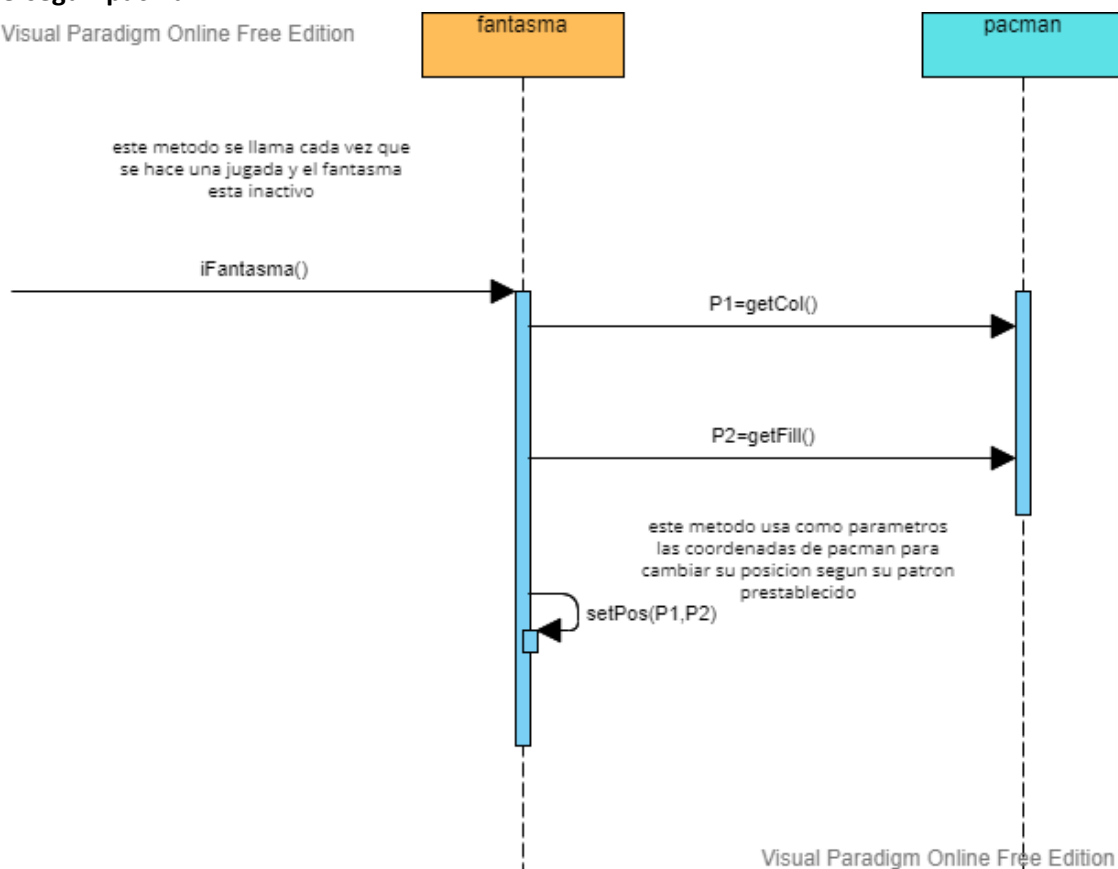 Visual Paradigm Online Free Edition
fantasma
pacman
este metodo se llama cada vez que
se hace una jugada y el fantasma
esta inactivo
iFantasma()
P1=getCol()
P2=getFill()
este metodo usa como parametros
las coordenadas de pacman para
cambiar su posicion segun su patron
prestablecido
setPos(P1,P2)
Visual Paradigm Online Free Edition